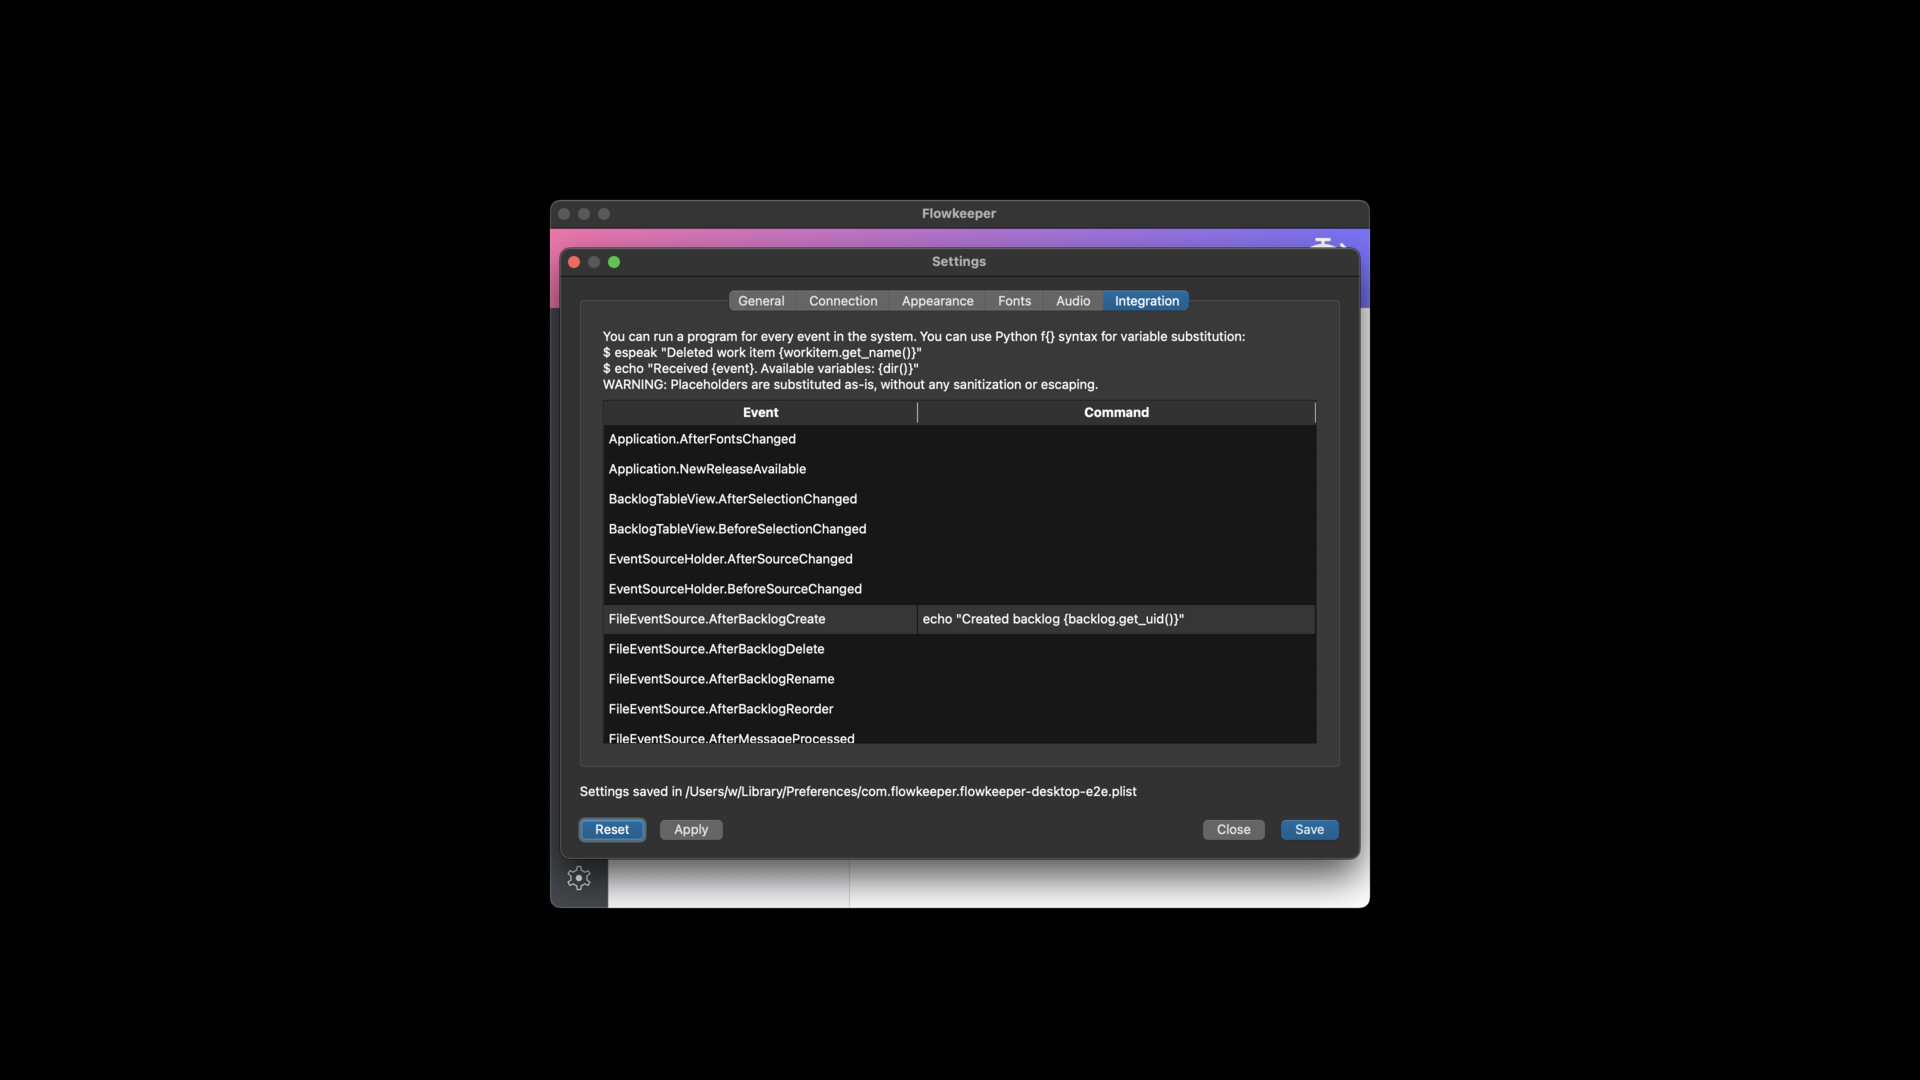 Flowkeeper
Settings
General Connection Appearance Fonts Audio Integration
You can run a program for every event in the system. You can use Python f{} syntax for variable substitution:
$ espeak "Deleted work item {workitem.get_name()}"
$ echo "Received {event}. Available variables: {dir()}"
WARNING: Placeholders are substituted as-is, without any sanitization or escaping.
Event Command
Application.AfterFontsChanged
Application.NewReleaseAvailable
BacklogTableView.AfterSelectionChanged
BacklogTableView.BeforeSelectionChanged
EventSourceHolder.AfterSourceChanged
EventSourceHolder.BeforeSourceChanged
FileEventSource.AfterBacklogCreate echo "Created backlog {backlog.get_uid()}"
FileEventSource.AfterBacklogDelete
FileEventSource.AfterBacklogRename
FileEventSource.AfterBacklogReorder
FileEventSource.AfterMessageProcessed
Settings saved in /Users/w/Library/Preferences/com.flowkeeper.flowkeeper-desktop-e2e.plist
Reset Apply Close Save